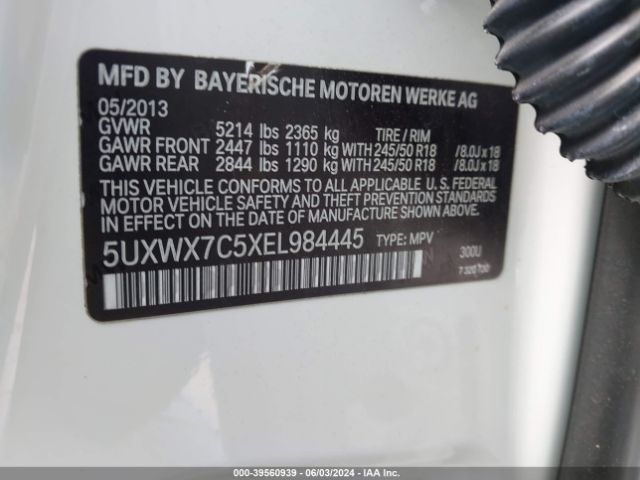 MFD BY BAYERISCHE MOTOREN WERKE AG
05/2013
GVWR 5214 lbs 2365 kg TIRE / RIM
GAWR FRONT 2447 lbs 1110 kg WITH 245/50 R18 / 8.0J x 18
GAWR REAR 2844 lbs 1290 kg WITH 245/50 R18 / 8.0J x 18
THIS VEHICLE CONFORMS TO ALL APPLICABLE U. S. FEDERAL
MOTOR VEHICLE SAFETY AND THEFT PREVENTION STANDARDS
IN EFFECT ON THE DATE OF MANUFACTURE SHOWN ABOVE.
5UXWX7C5XEL984445 TYPE: MPV 300U
7 320 730
000-39560939 - 06/03/2024 - IAA Inc.